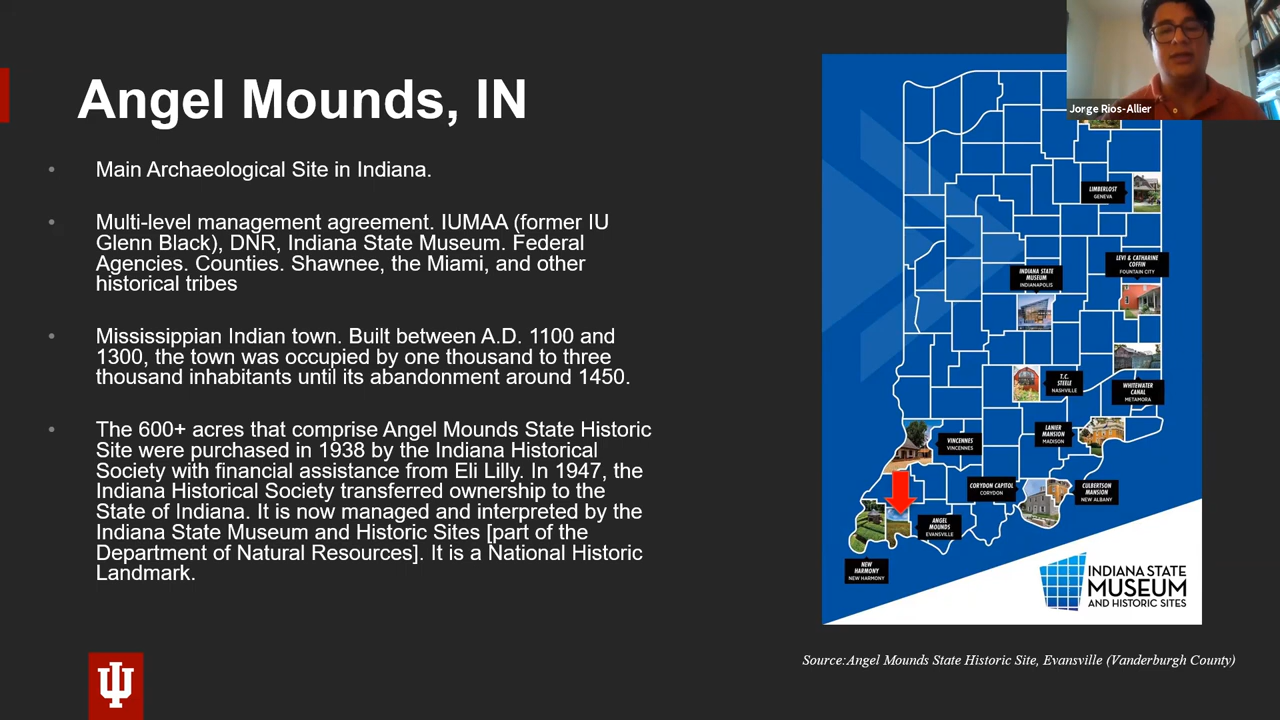 Angel Mounds, IN
Main Archaeological Site in Indiana.
Multi-level management agreement. IUMAA (former IU
Glenn Black), DNR, Indiana State Museum. Federal
Agencies. Counties. Shawnee, the Miami, and other
historical tribes
Mississippian Indian town. Built between A.D. 1100 and
1300, the town was occupied by one thousand to three
thousand inhabitants until its abandonment around 1450.
The 600+ acres that comprise Angel Mounds State Historic
Site were purchased in 1938 by the Indiana Historical
Society with financial assistance from Eli Lilly. In 1947, the
Indiana Historical Society transferred ownership to the
State of Indiana. It is now managed and interpreted by the
Indiana State Museum and Historic Sites [part of the
Department of Natural Resources]. It is a National Historic
Landmark.
Jorge Rios-Allier
LIMBERLOST
GENEVA
LEVI & CATHARINE
COFFIN
FOUNTAIN CITY
INDIANA STATE
MUSEUM
INDIANAPOLIS
T.C.
STEELE
NASHVILLE
WHITEWATER
CANAL
METAMORA
LANIER
MANSION
MADISON
VINCENNES
VINCENNES
CORYDON CAPITOL
CORYDON
CULBERTSON
MANSION
NEW ALBANY
ANGEL
MOUNDS
EVANSVILLE
NEW
HARMONY
NEW HARMONY
INDIANA STATE
MUSEUM
AND HISTORIC SITES
Source:Angel Mounds State Historic Site, Evansville (Vanderburgh County)